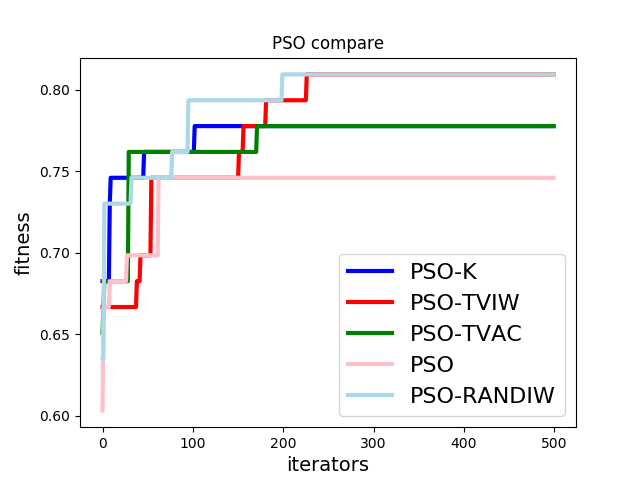 PSO compare
fitness
0.80
0.75
0.70
0.65
0.60
PSO-K
PSO-TVIW
PSO-TVAC
PSO
PSO-RANDIW
0 100 200 300 400 500
iterators